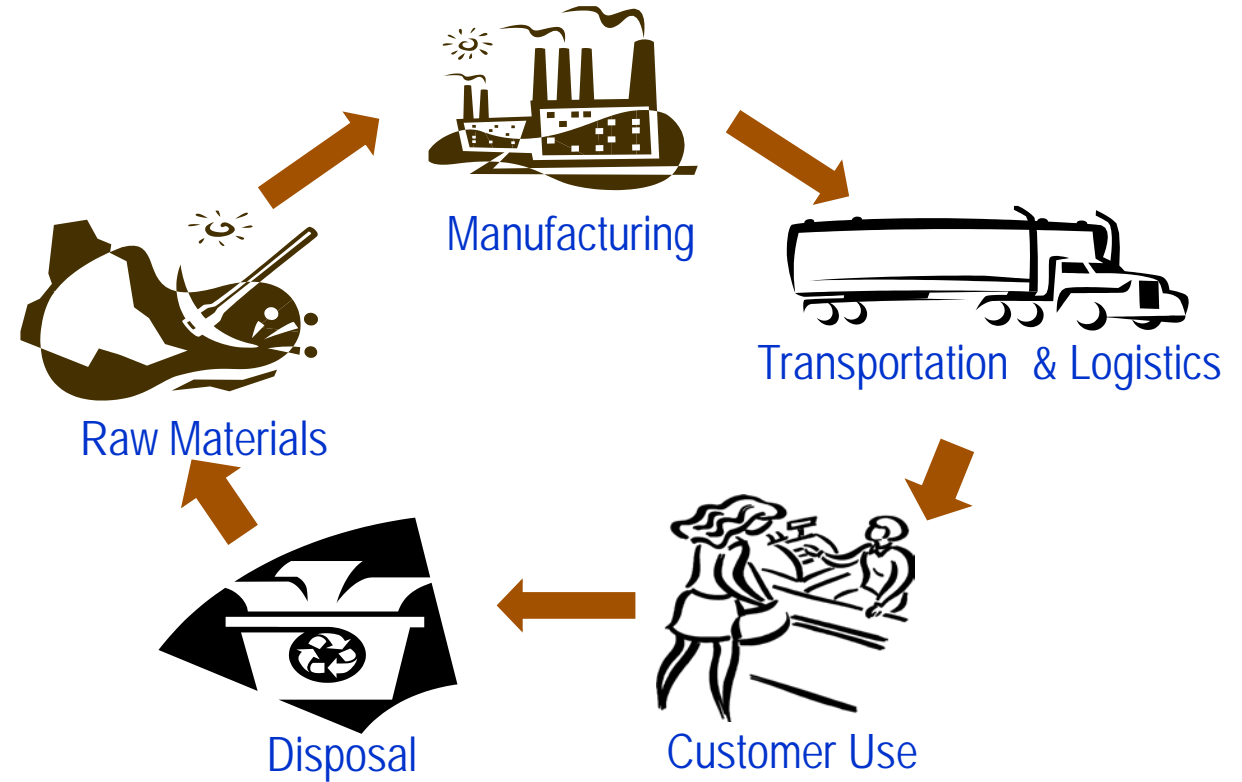 Manufacturing
Transportation & Logistics
Raw Materials
Customer Use
Disposal